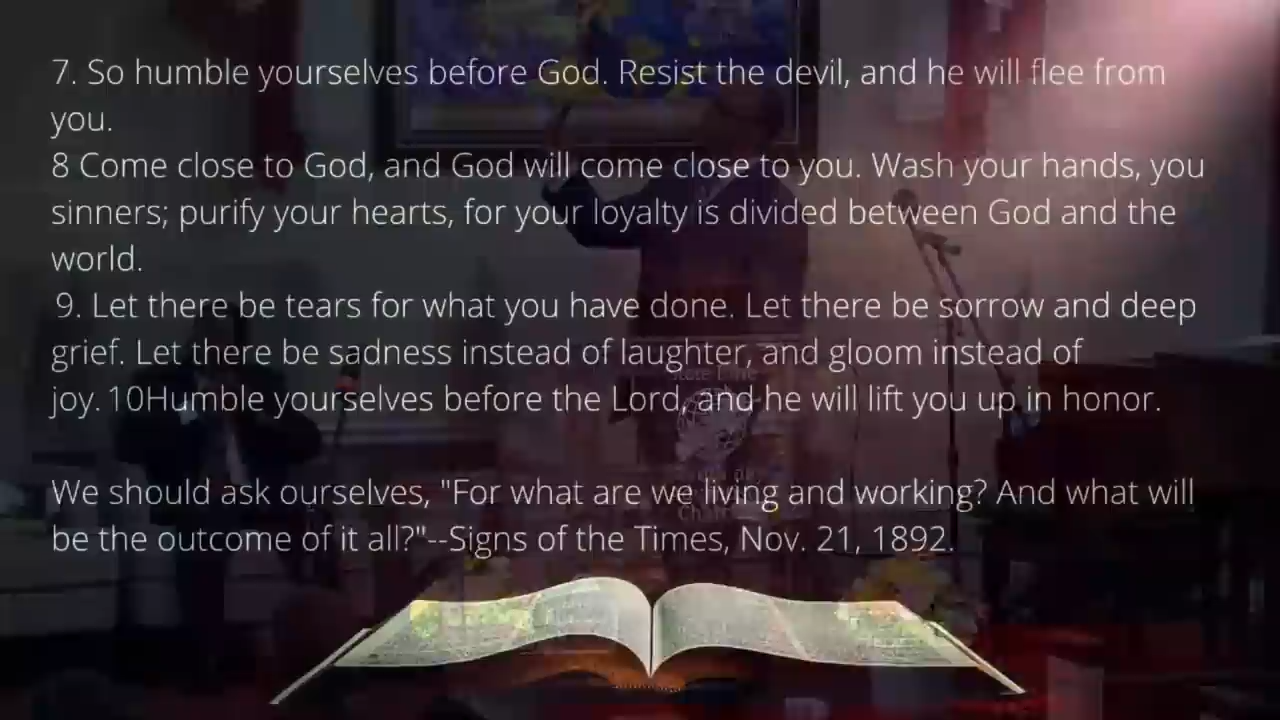 7. So humble yourselves before God. Resist the devil, and he will flee from
you.
8 Come close to God, and God will come close to you. Wash your hands, you
sinners; purify your hearts, for your loyalty is divided between God and the
world.
9. Let there be tears for what you have done. Let there be sorrow and deep
grief. Let there be sadness instead of laughter, and gloom instead of
joy. 10Humble yourselves before the Lord, and he will lift you up in honor.
We should ask ourselves, "For what are we living and working? And what will
be the outcome of it all?"--Signs of the Times, Nov. 21, 1892.
State Line